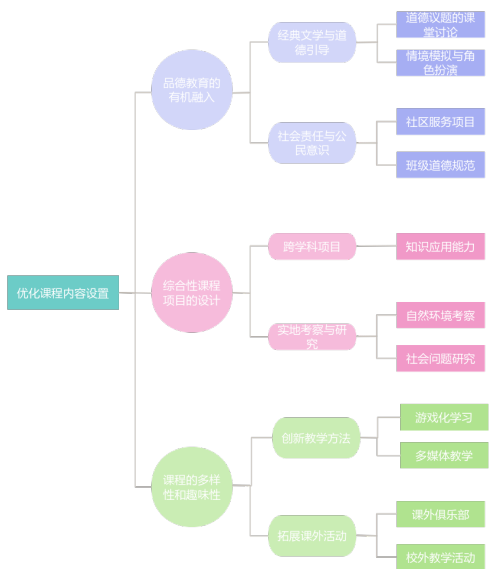 优化课程内容设置
品德教育的
有机融入
经典文学与道
德引导
道德议题的课
堂讨论
情境模拟与角
色扮演
社会责任与公
民意识
社区服务项目
班级道德规范
综合性课程
项目的设计
跨学科项目
知识应用能力
实地考察与研
究
自然环境考察
社会问题研究
课程的多样
性和趣味性
创新教学方法
游戏化学习
多媒体教学
拓展课外活动
课外俱乐部
校外教学活动